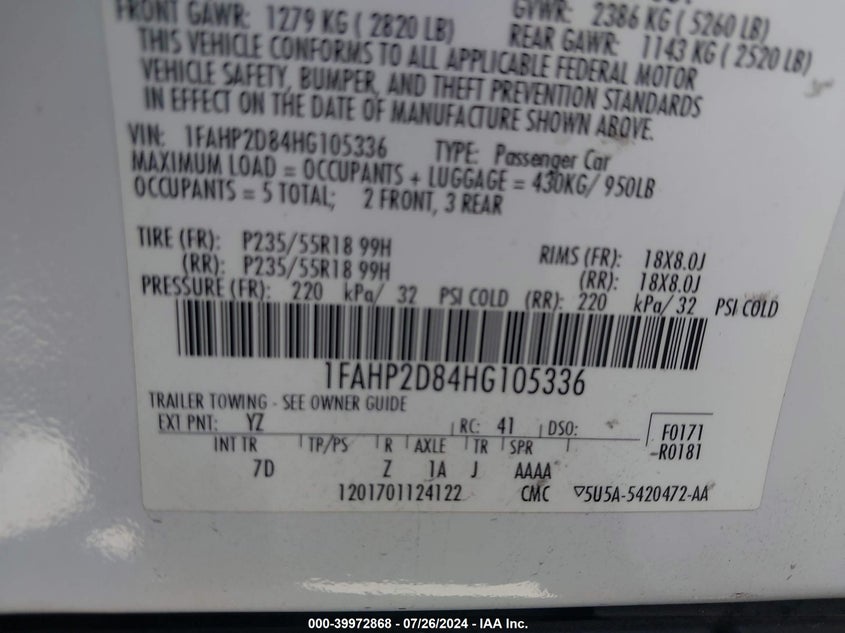 FRONT GAWR: 1279 KG ( 2820 LB)
GVWR: 2386 KG ( 5260 LB)
REAR GAWR: 1143 KG ( 2520 LB)
THIS VEHICLE CONFORMS TO ALL APPLICABLE FEDERAL MOTOR
VEHICLE SAFETY, BUMPER, AND THEFT PREVENTION STANDARDS
IN EFFECT ON THE DATE OF MANUFACTURE SHOWN ABOVE.
VIN: 1FAHP2D84HG105336 TYPE: Passenger Car
MAXIMUM LOAD = OCCUPANTS + LUGGAGE = 430KG/ 950LB
OCCUPANTS = 5 TOTAL; 2 FRONT, 3 REAR
TIRE (FR): P235/55R18 99H RIMS (FR): 18X8.0J
(RR): P235/55R18 99H (RR): 18X8.0J
PRESSURE (FR): 220 kPa/ 32 PSI COLD (RR): 220 kPa/ 32 PSI COLD
1FAHP2D84HG105336
TRAILER TOWING - SEE OWNER GUIDE
EXT PNT: YZ RC: 41 DSO: F0171
INT TR TP/PS R AXLE TR SPR R0181
7D Z 1A J AAAA
1201701124122 CMC ▽5U5A-5420472-AA
000-39972868 - 07/26/2024 - IAA Inc.